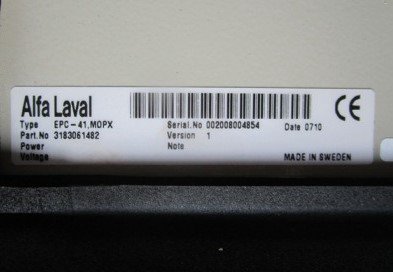 Alfa Laval
Type EPC-41,MOPX Serial.No 002008004854 Date 0710
Part.No 3183061482 Version 1
Power Note
Voltage MADE IN SWEDEN
CE